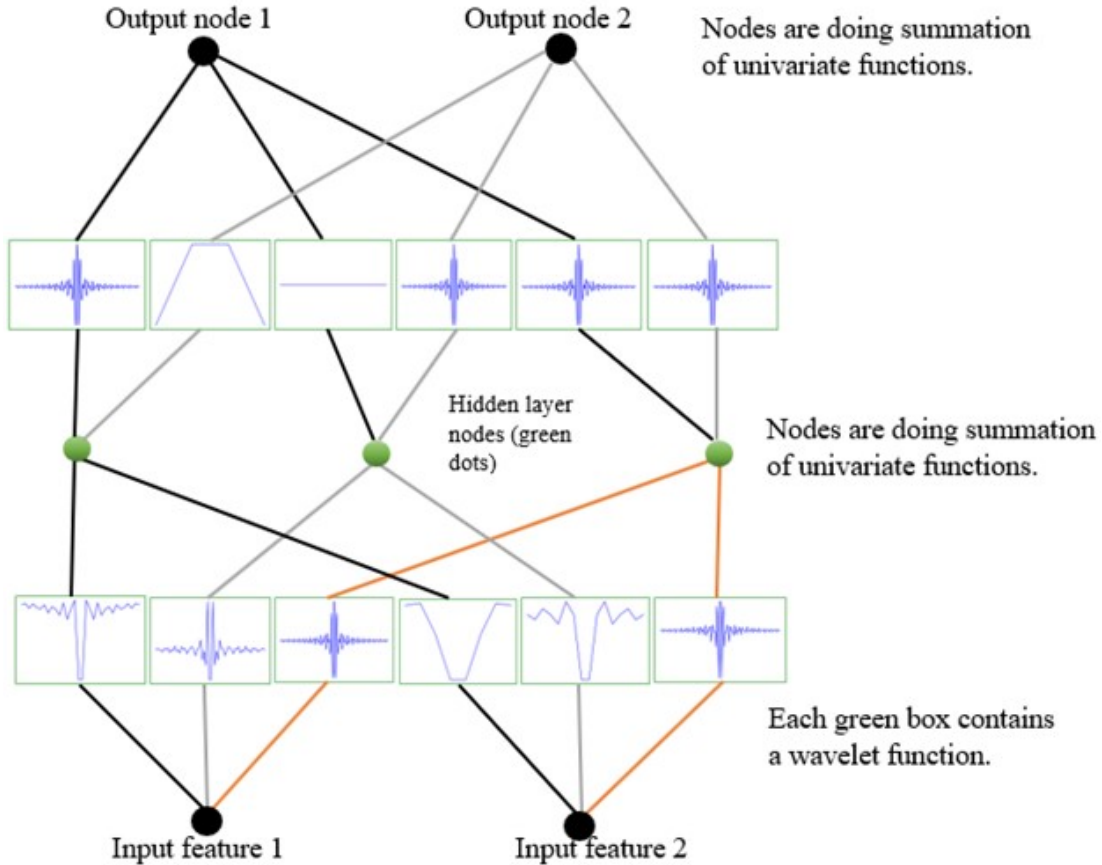 Output node 1
Output node 2
Nodes are doing summation
of univariate functions.
Hidden layer
nodes (green
dots)
Nodes are doing summation
of univariate functions.
Each green box contains
a wavelet function.
Input feature 1
Input feature 2